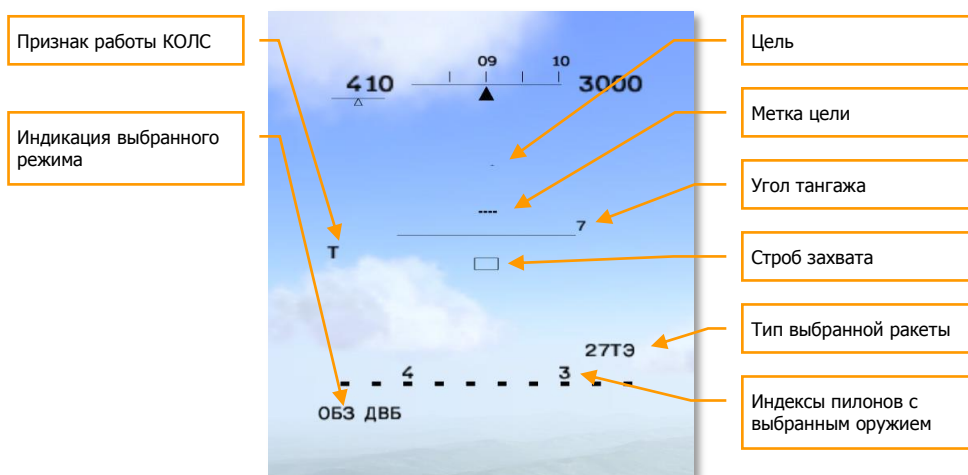 Признак работы КОЛС
Индикация выбранного
режима
09 10
410 3000
7
Т
27ТЭ
4 3
ОБЗ ДВБ
Цель
Метка цели
Угол тангажа
Строб захвата
Тип выбранной ракеты
Индексы пилонов с
выбранным оружием